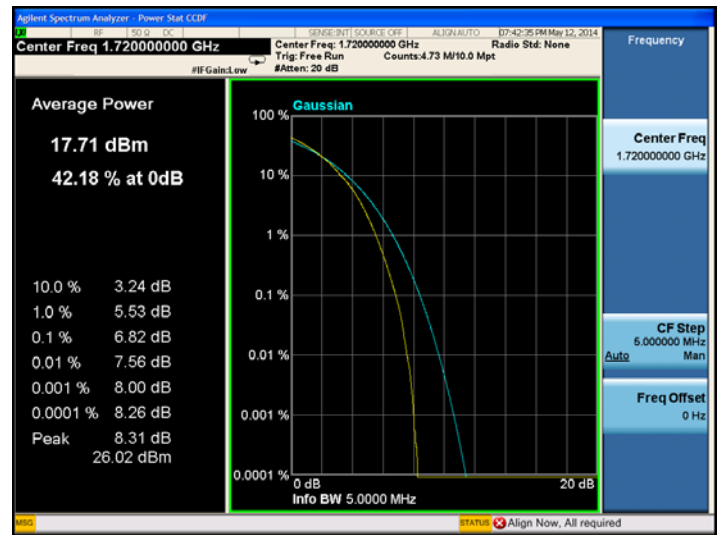 Agilent Spectrum Analyzer - Power Stat CCDF
RF 50 Ω DC SENSE:INT SOURCE OFF ALIGN AUTO 07:42:35 PM May 12, 2014
Center Freq 1.720000000 GHz
Center Freq: 1.720000000 GHz Radio Std: None
Trig: Free Run Counts:4.73 M/10.0 Mpt
#IFGain:Low #Atten: 20 dB
Frequency
Average Power
17.71 dBm
42.18 % at 0dB
10.0 % 3.24 dB
1.0 % 5.53 dB
0.1 % 6.82 dB
0.01 % 7.56 dB
0.001 % 8.00 dB
0.0001 % 8.26 dB
Peak 8.31 dB
26.02 dBm
Gaussian
100 %
10 %
1 %
0.1 %
0.01 %
0.001 %
0.0001 %
0 dB 20 dB
Info BW 5.0000 MHz
Center Freq
1.720000000 GHz
CF Step
5.000000 MHz
Auto Man
Freq Offset
0 Hz
MSG STATUS Align Now, All required